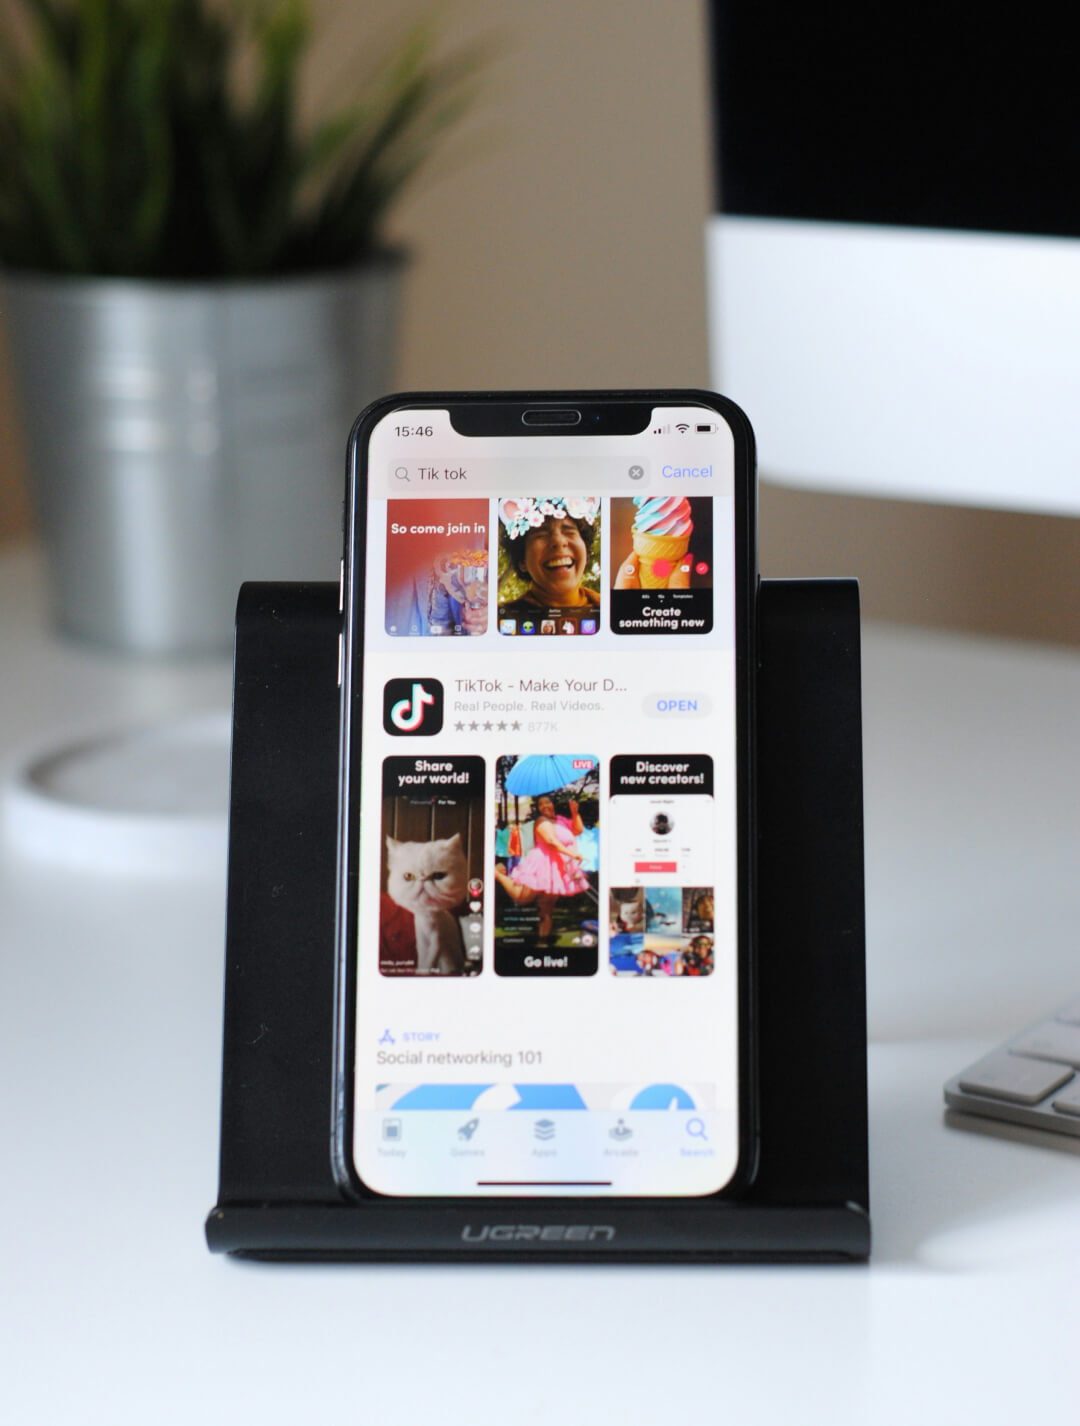 15:46
Tik tok
Cancel
So come join in
Create
something new
TikTok - Make Your D...
OPEN
Real People. Real Videos.
877K
Share
your world!
LIVE
Discover
new creators!
For You
Go live!
STORY
Social networking 101
Today
Games
Apps
Arcade
Search
UGREEN